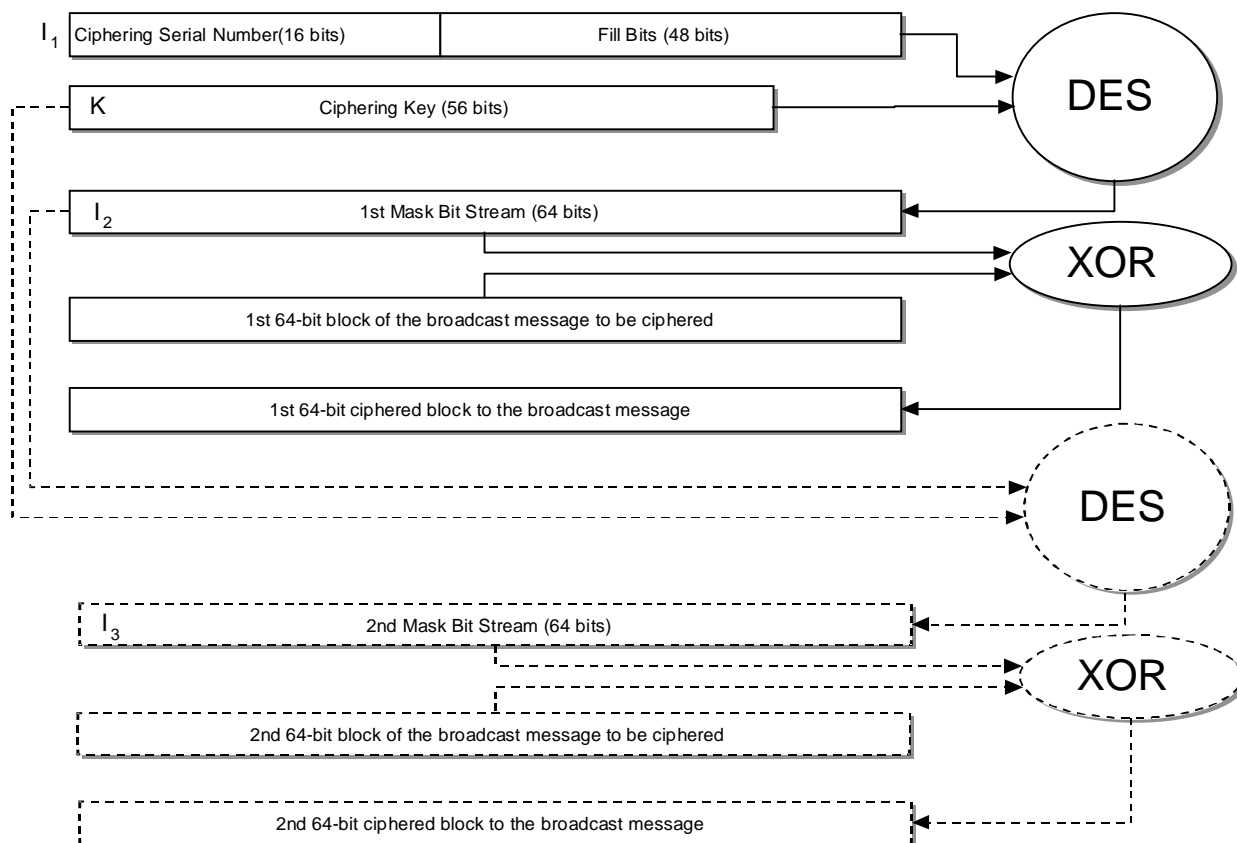 I1 Ciphering Serial Number(16 bits) Fill Bits (48 bits)
DES
K Ciphering Key (56 bits)
I2 1st Mask Bit Stream (64 bits)
XOR
1st 64-bit block of the broadcast message to be ciphered
1st 64-bit ciphered block to the broadcast message
DES
I3 2nd Mask Bit Stream (64 bits)
XOR
2nd 64-bit block of the broadcast message to be ciphered
2nd 64-bit ciphered block to the broadcast message